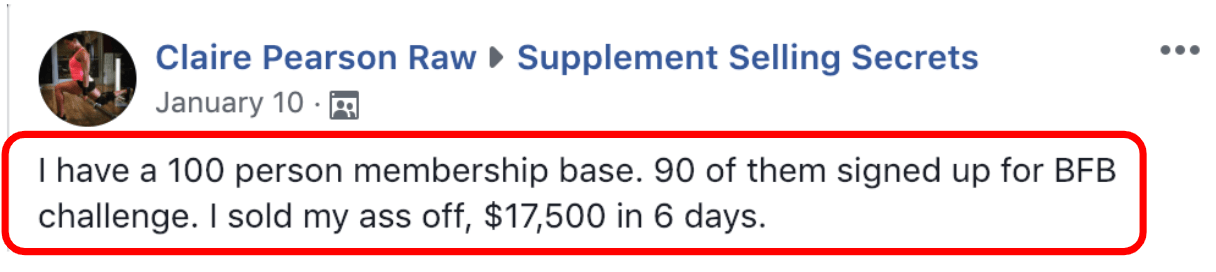 Claire Pearson Raw ▸ Supplement Selling Secrets
January 10 ·
I have a 100 person membership base. 90 of them signed up for BFB
challenge. I sold my ass off, $17,500 in 6 days.